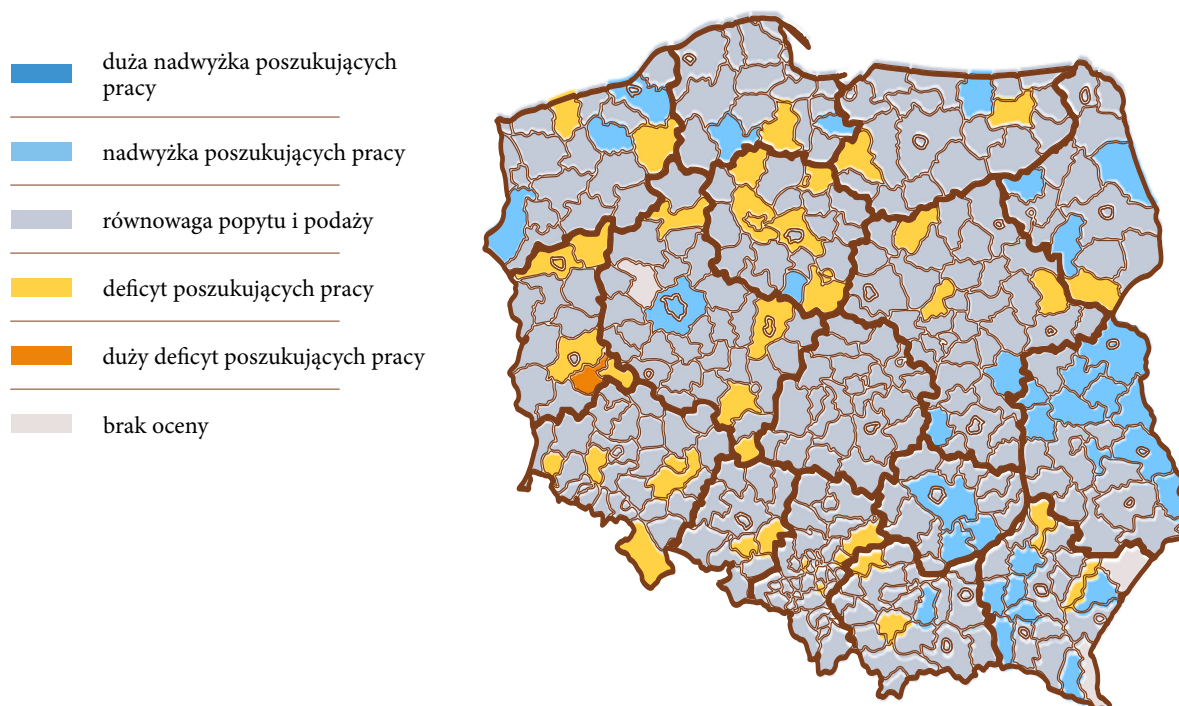 duża nadwyżka poszukujących
pracy
nadwyżka poszukujących pracy
równowaga popytu i podaży
deficyt poszukujących pracy
duży deficyt poszukujących pracy
brak oceny